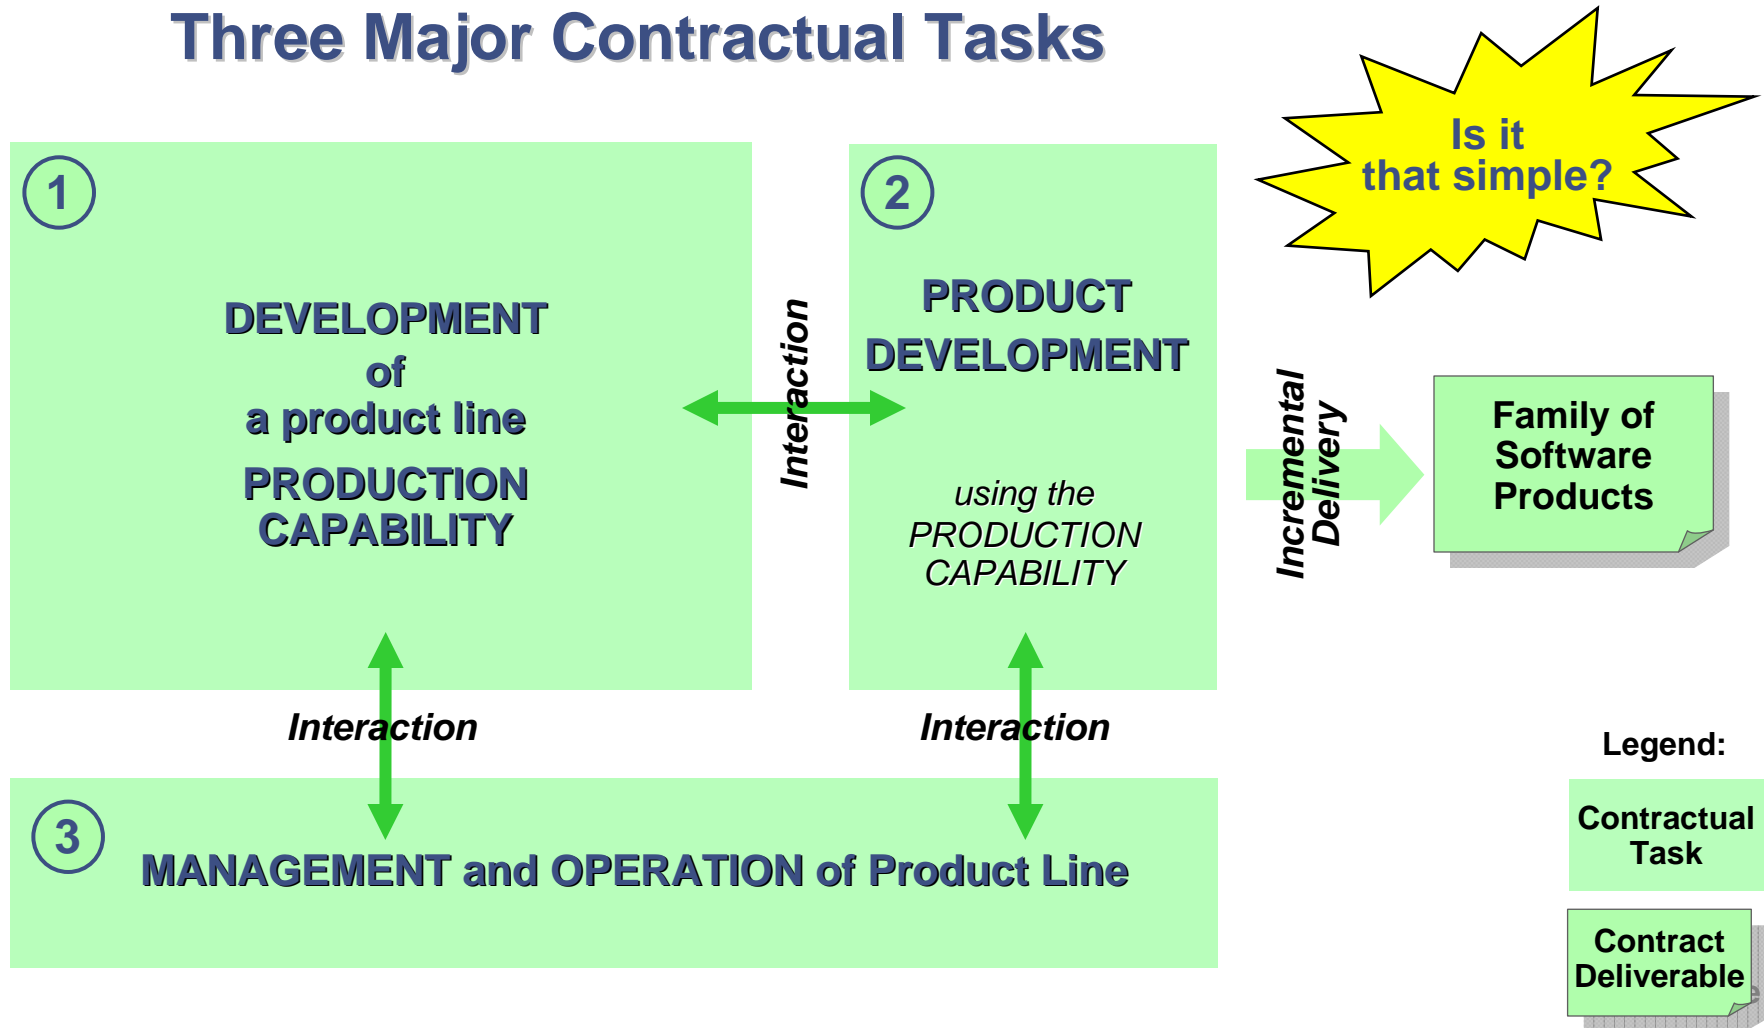 Three Major Contractual Tasks
Is it
that simple?
1
DEVELOPMENT
of
a product line
PRODUCTION
CAPABILITY
Interaction
2
PRODUCT
DEVELOPMENT
using the
PRODUCTION
CAPABILITY
Incremental
Delivery
Family of
Software
Products
Interaction
Interaction
3
MANAGEMENT and OPERATION of Product Line
Legend:
Contractual
Task
Contract
Deliverable